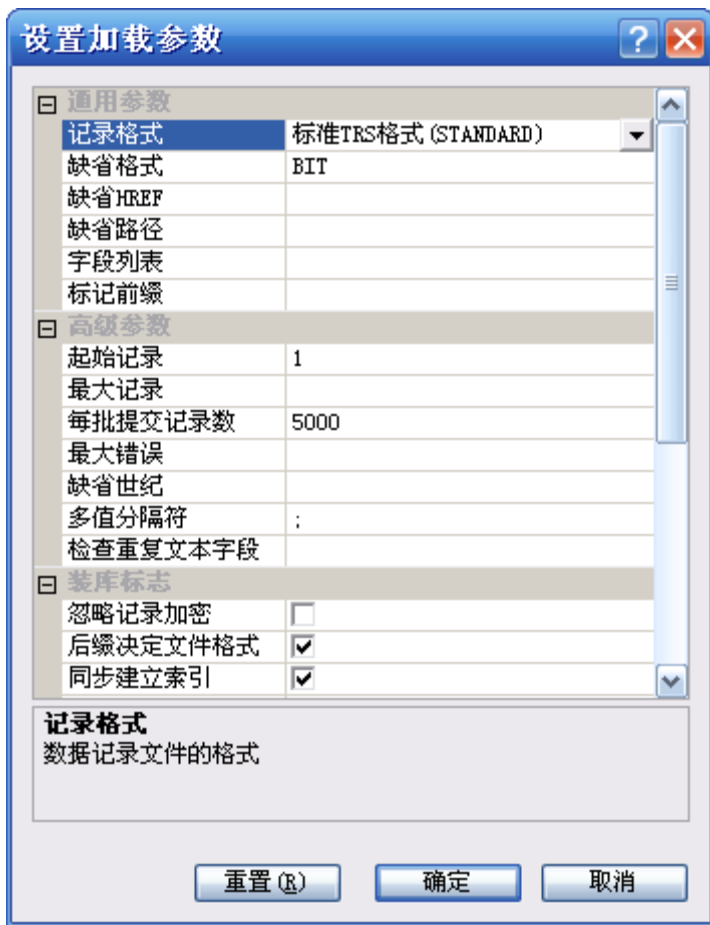 设置加载参数
通用参数
记录格式 标准TRS格式(STANDARD)
缺省格式 BIT
缺省HREF
缺省路径
字段列表
标记前缀
高级参数
起始记录 1
最大记录
每批提交记录数 5000
最大错误
缺省世纪
多值分隔符 ;
检查重复文本字段
装库标志
忽略记录加密
后缀决定文件格式
同步建立索引
记录格式
数据记录文件的格式
重置(R) 确定 取消